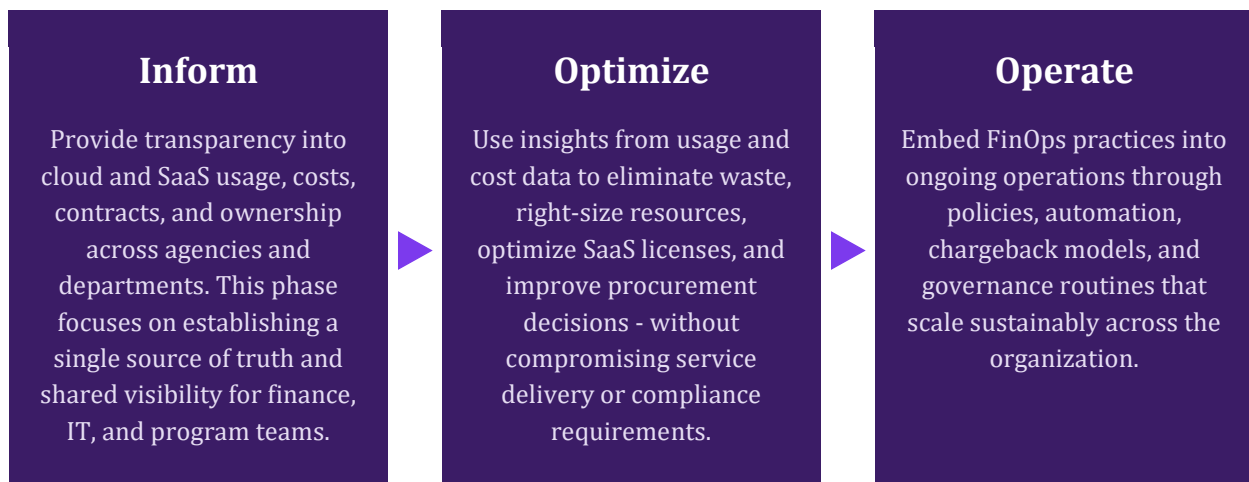 Inform
Provide transparency into
cloud and SaaS usage, costs,
contracts, and ownership
across agencies and
departments. This phase
focuses on establishing a
single source of truth and
shared visibility for finance,
IT, and program teams.
Optimize
Use insights from usage and
cost data to eliminate waste,
right-size resources,
optimize SaaS licenses, and
improve procurement
decisions - without
compromising service
delivery or compliance
requirements.
Operate
Embed FinOps practices into
ongoing operations through
policies, automation,
chargeback models, and
governance routines that
scale sustainably across the
organization.